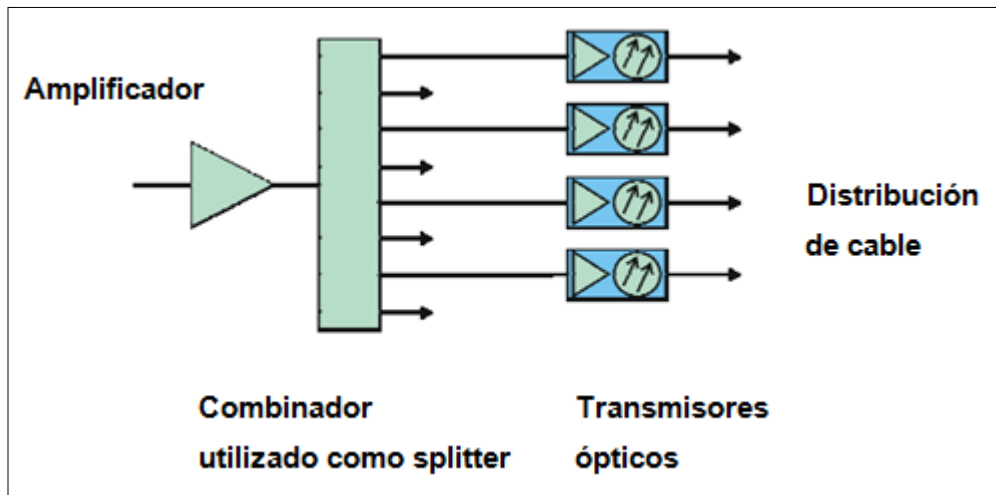 Amplificador
Distribución
de cable
Combinador
utilizado como splitter
Transmisores
ópticos